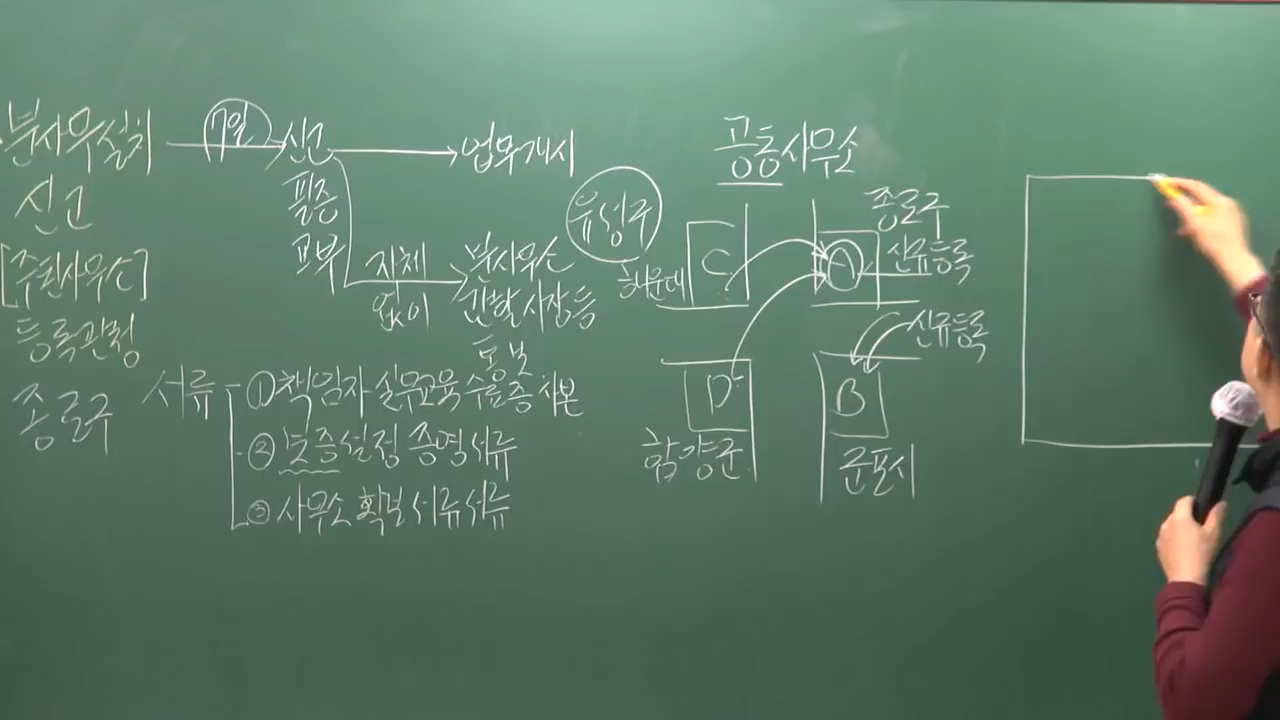 분사무소설치
신고
[주된사무소]
등록관청
종로구
7일
신고
필증
교부
업무개시
지체
없이
분사무소
관할 시장등
통보
유성구
서류
① 책임자 실무교육 수료증 사본
② 보증설정 증명서류
③ 사무소 확보 서류서류
공동사무소
종로구
신규등록
A
C
해운대
신규등록
D
함양군
B
군포시